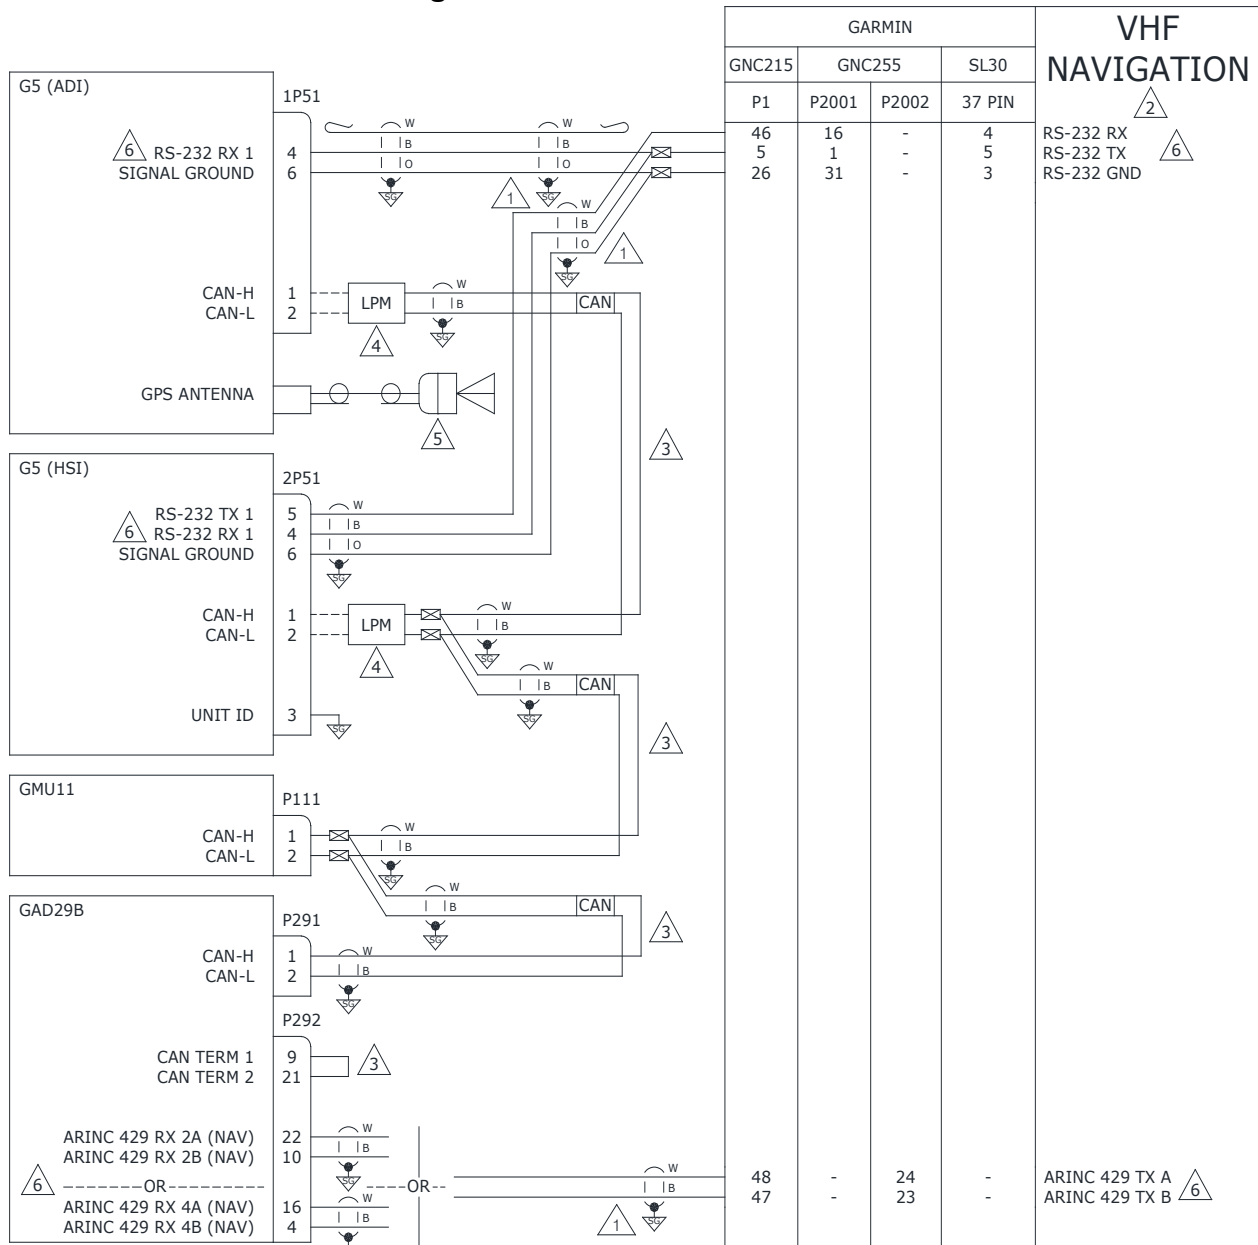 GARMIN
VHF
NAVIGATION
2
GNC215 GNC255 SL30
P1 P2001 P2002 37 PIN
G5 (ADI)
1P51
W W
46 16 - 4 RS-232 RX
6 RS-232 RX 1 4 B B 5 1 - 5 RS-232 TX 6
SIGNAL GROUND 6 O O 26 31 - 3 RS-232 GND
SG 1 SG
W
B
O 1
SG
CAN-H 1 LPM W CAN
CAN-L 2 B
4 SG
GPS ANTENNA
5
3
G5 (HSI)
2P51
RS-232 TX 1 5 W
6 RS-232 RX 1 4 B
SIGNAL GROUND 6 O
SG
CAN-H 1 LPM W
CAN-L 2 B
4 SG
W
B CAN
SG
UNIT ID 3 SG
3
GMU11
P111
CAN-H 1 W
CAN-L 2 B
SG
W
B CAN
SG 3
GAD29B
P291
CAN-H 1 W
CAN-L 2 B
SG
P292
CAN TERM 1 9 3
CAN TERM 2 21
ARINC 429 RX 2A (NAV) 22 W
ARINC 429 RX 2B (NAV) 10 B
SG
6 OR OR
W 48 - 24 - ARINC 429 TX A
B 47 - 23 - ARINC 429 TX B 6
1 SG
ARINC 429 RX 4A (NAV) 16 W
ARINC 429 RX 4B (NAV) 4 B